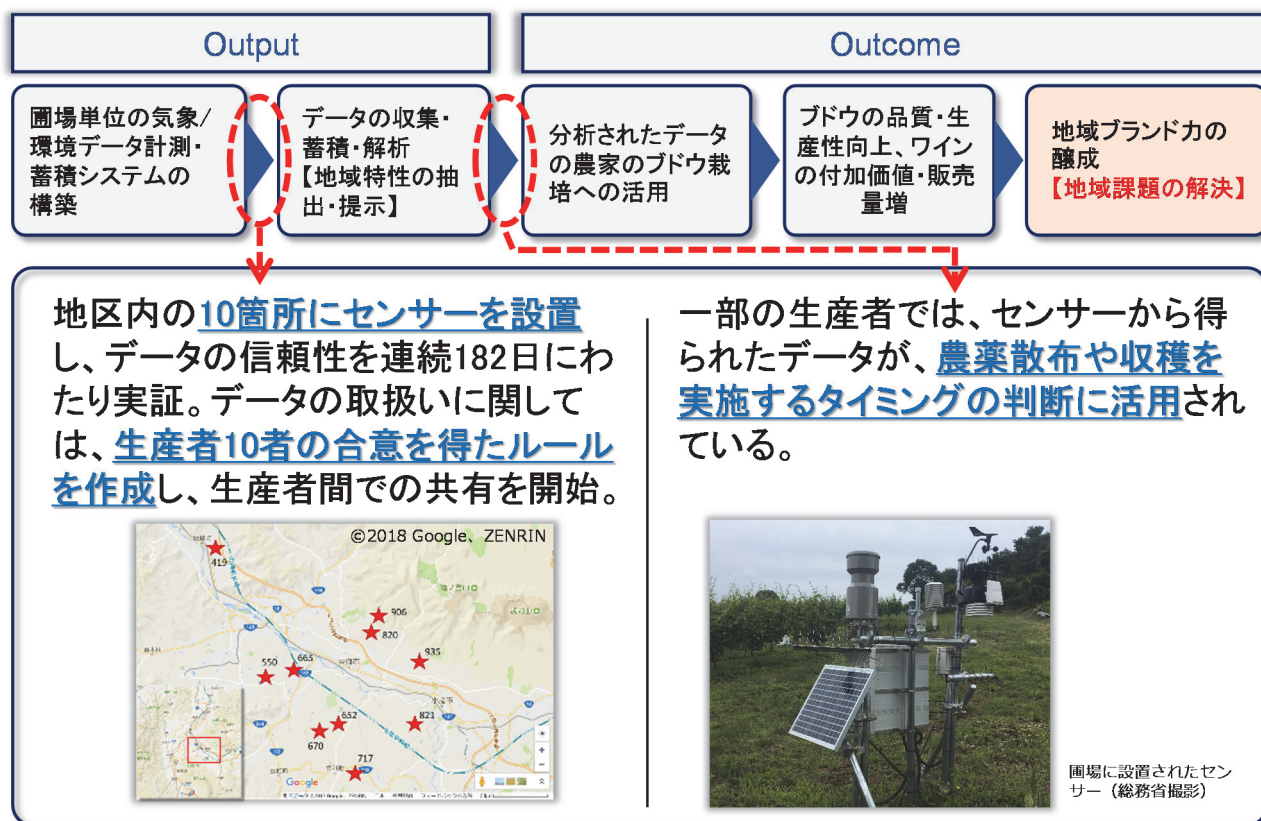 Output
Outcome
圃場単位の気象/
環境データ計測・
蓄積システムの
構築
データの収集・
蓄積・解析
【地域特性の抽
出・提示】
分析されたデータ
の農家のブドウ栽
培への活用
ブドウの品質・生
産性向上、ワイン
の付加価値・販売
量増
地域ブランド力の
醸成
【地域課題の解決】
地区内の10箇所にセンサーを設置
し、データの信頼性を連続182日にわ
たり実証。データの取扱いに関して
は、生産者10者の合意を得たルール
を作成し、生産者間での共有を開始。
©2018 Google、ZENRIN
419
906
820
935
550
665
652
821
670
717
小諸市
Google
一部の生産者では、センサーから得
られたデータが、農薬散布や収穫を
実施するタイミングの判断に活用され
ている。
圃場に設置されたセン
サー（総務省撮影）